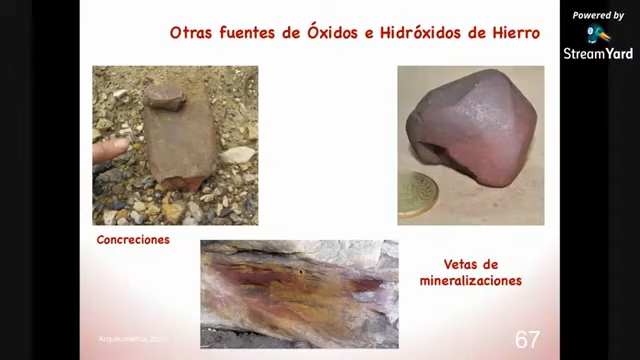 Powered by
StreamYard
Otras fuentes de Óxidos e Hidróxidos de Hierro
Concreciones
Vetas de
mineralizaciones
67